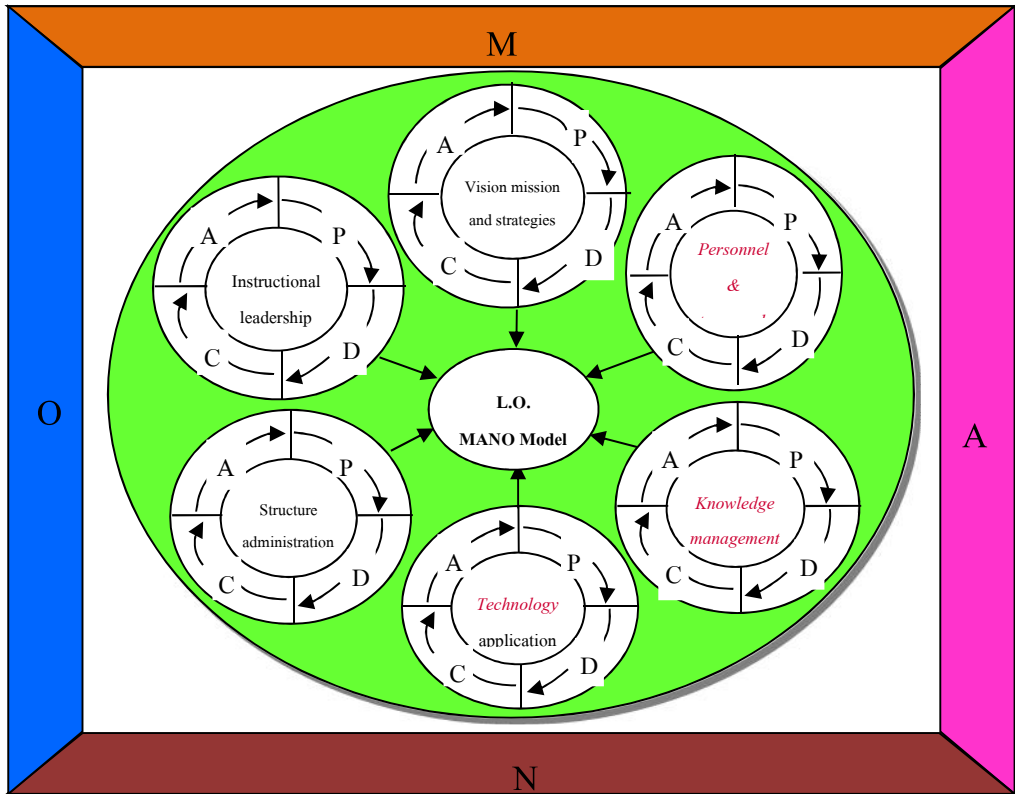 M
A
P
Vision mission
and strategies
C
D
A
P
Instructional
leadership
C
D
A
P
Personnel
&
C
D
O
L.O.
MANO Model
A
A
P
Structure
administration
C
D
A
P
Knowledge
management
C
D
A
P
Technology
application
C
D
N